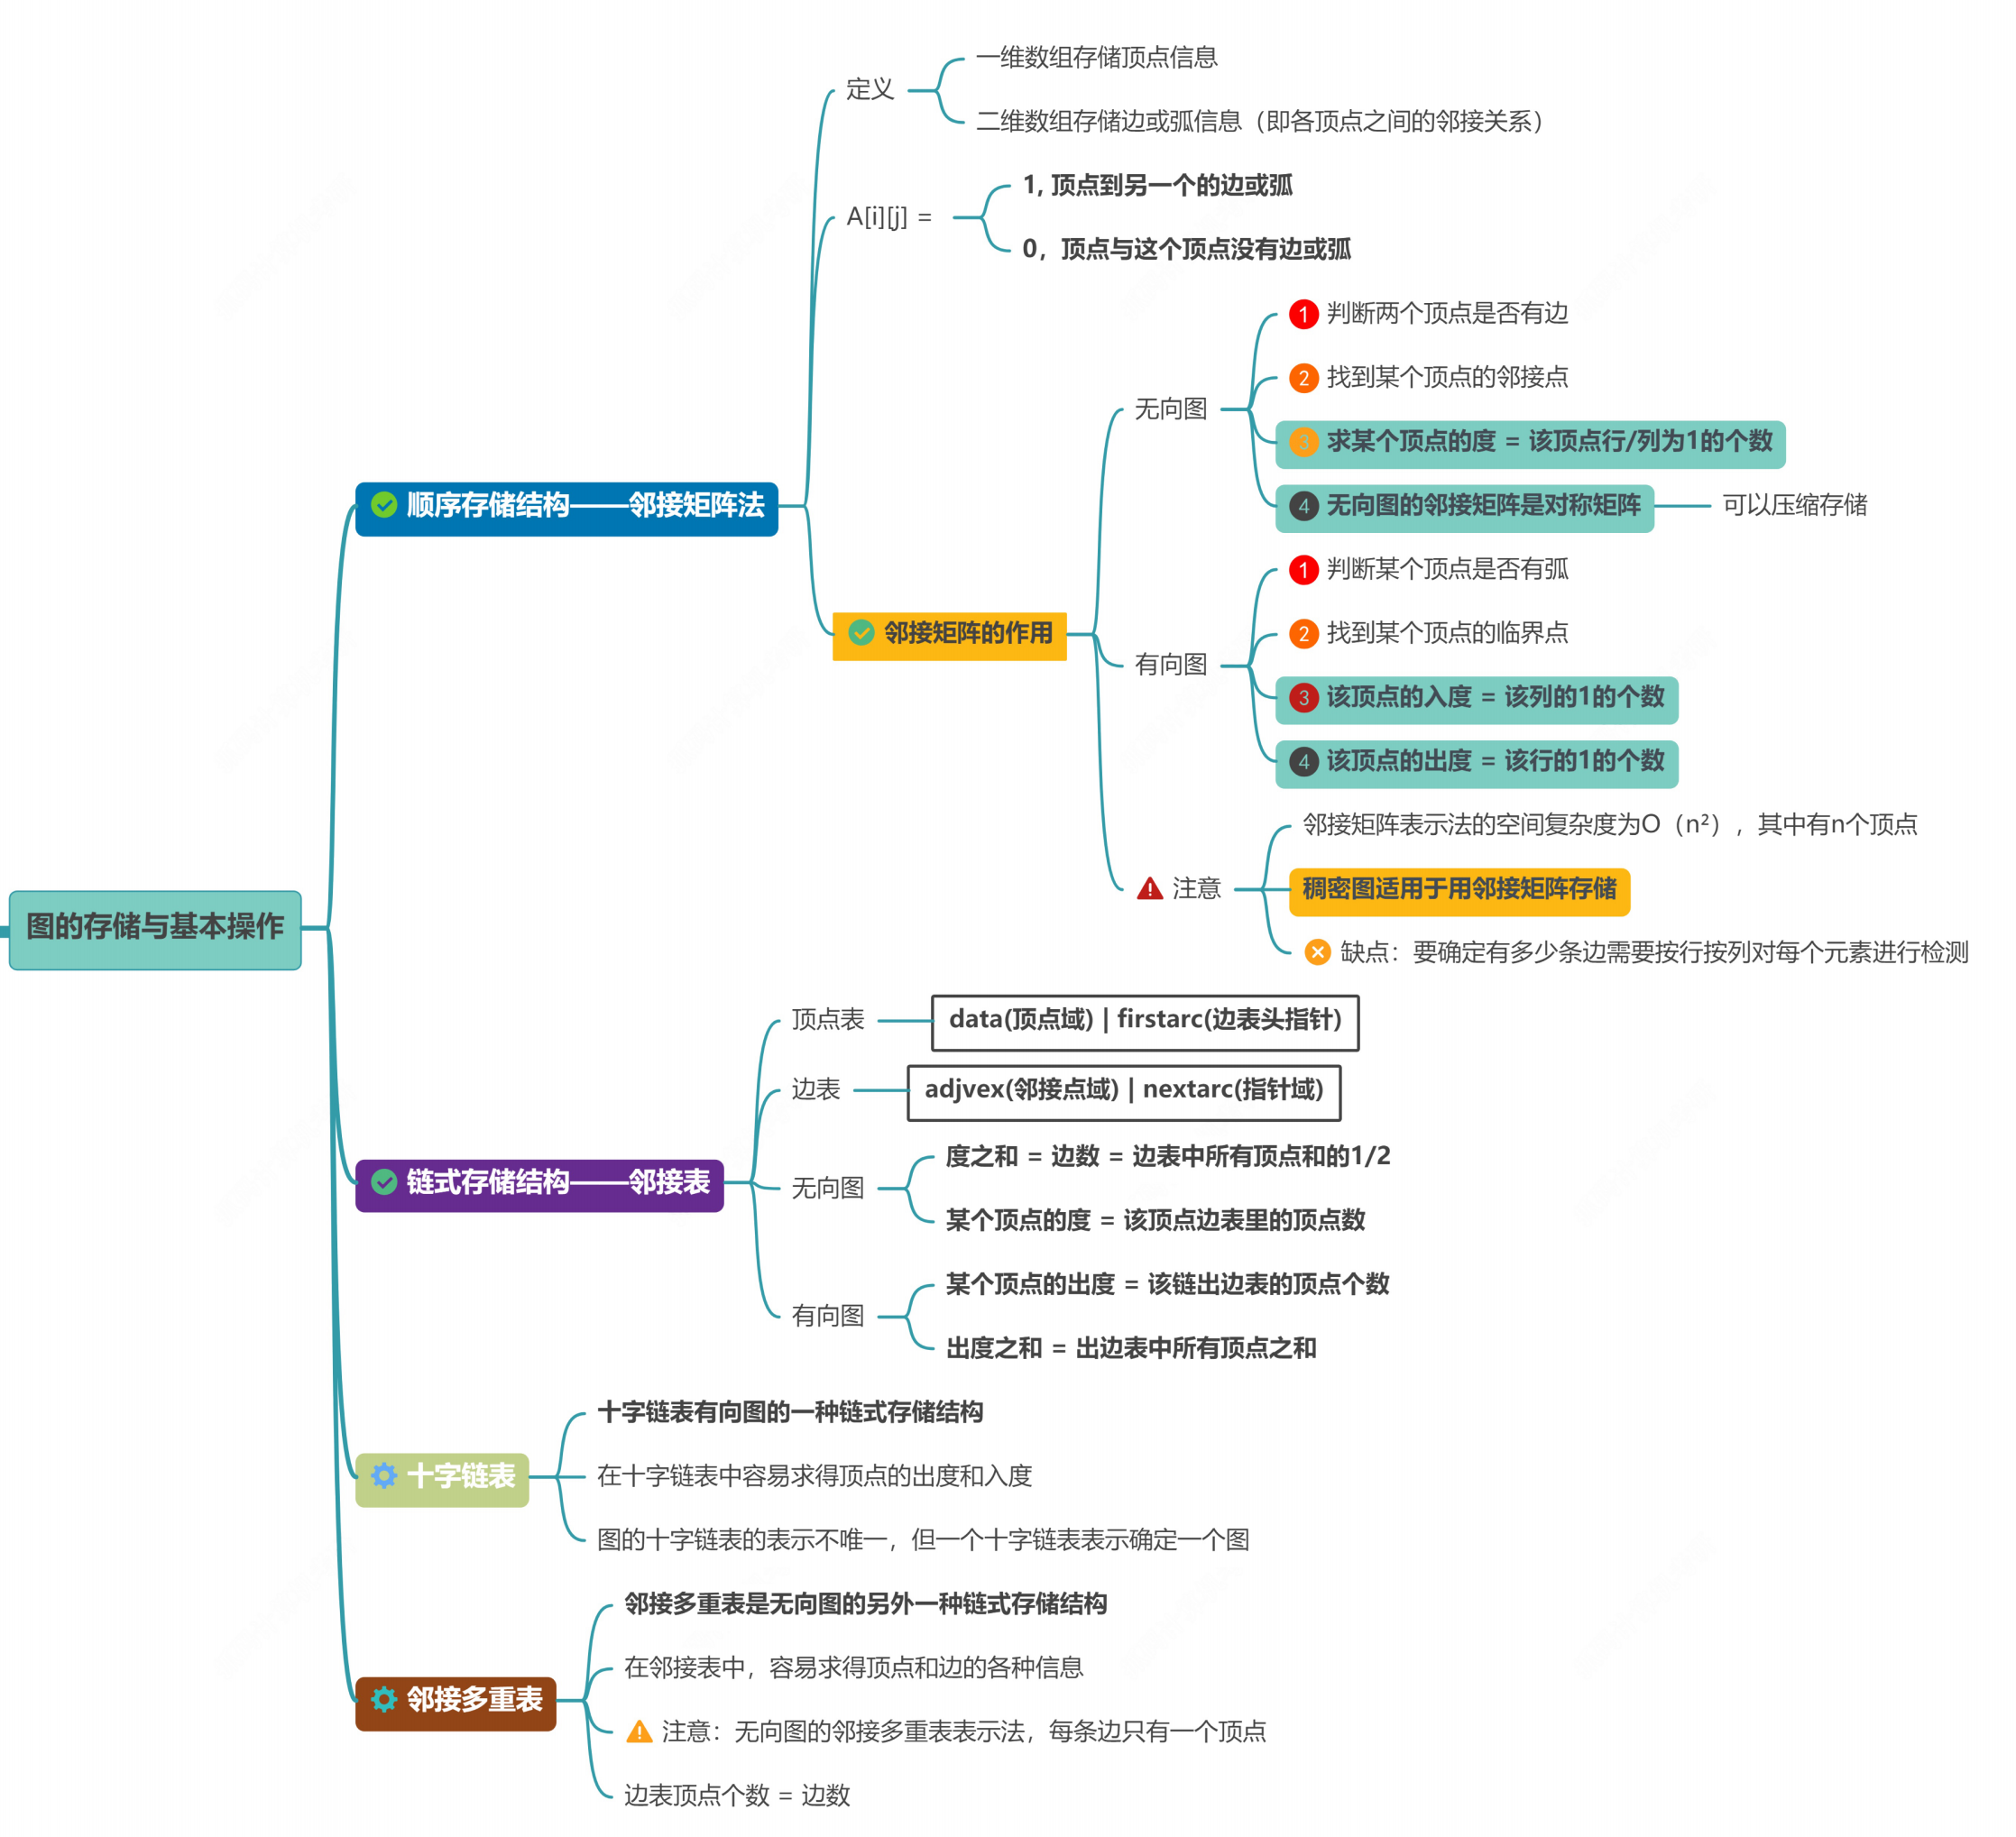 图的存储与基本操作
顺序存储结构——邻接矩阵法
定义
一维数组存储顶点信息
二维数组存储边或弧信息（即各顶点之间的邻接关系）
A[i][j] =
1, 顶点到另一个的边或弧
0，顶点与这个顶点没有边或弧
邻接矩阵的作用
无向图
1 判断两个顶点是否有边
2 找到某个顶点的邻接点
3 求某个顶点的度 = 该顶点行/列为1的个数
4 无向图的邻接矩阵是对称矩阵
可以压缩存储
有向图
1 判断某个顶点是否有弧
2 找到某个顶点的临界点
3 该顶点的入度 = 该列的1的个数
4 该顶点的出度 = 该行的1的个数
注意
邻接矩阵表示法的空间复杂度为O（n²），其中有n个顶点
稠密图适用于用邻接矩阵存储
缺点：要确定有多少条边需要按行按列对每个元素进行检测
链式存储结构——邻接表
顶点表
data(顶点域) | firstarc(边表头指针)
边表
adjvex(邻接点域) | nextarc(指针域)
无向图
度之和 = 边数 = 边表中所有顶点和的1/2
某个顶点的度 = 该顶点边表里的顶点数
有向图
某个顶点的出度 = 该链出边表的顶点个数
出度之和 = 出边表中所有顶点之和
十字链表
十字链表有向图的一种链式存储结构
在十字链表中容易求得顶点的出度和入度
图的十字链表的表示不唯一，但一个十字链表表示确定一个图
邻接多重表
邻接多重表是无向图的另外一种链式存储结构
在邻接表中，容易求得顶点和边的各种信息
注意：无向图的邻接多重表表示法，每条边只有一个顶点
边表顶点个数 = 边数